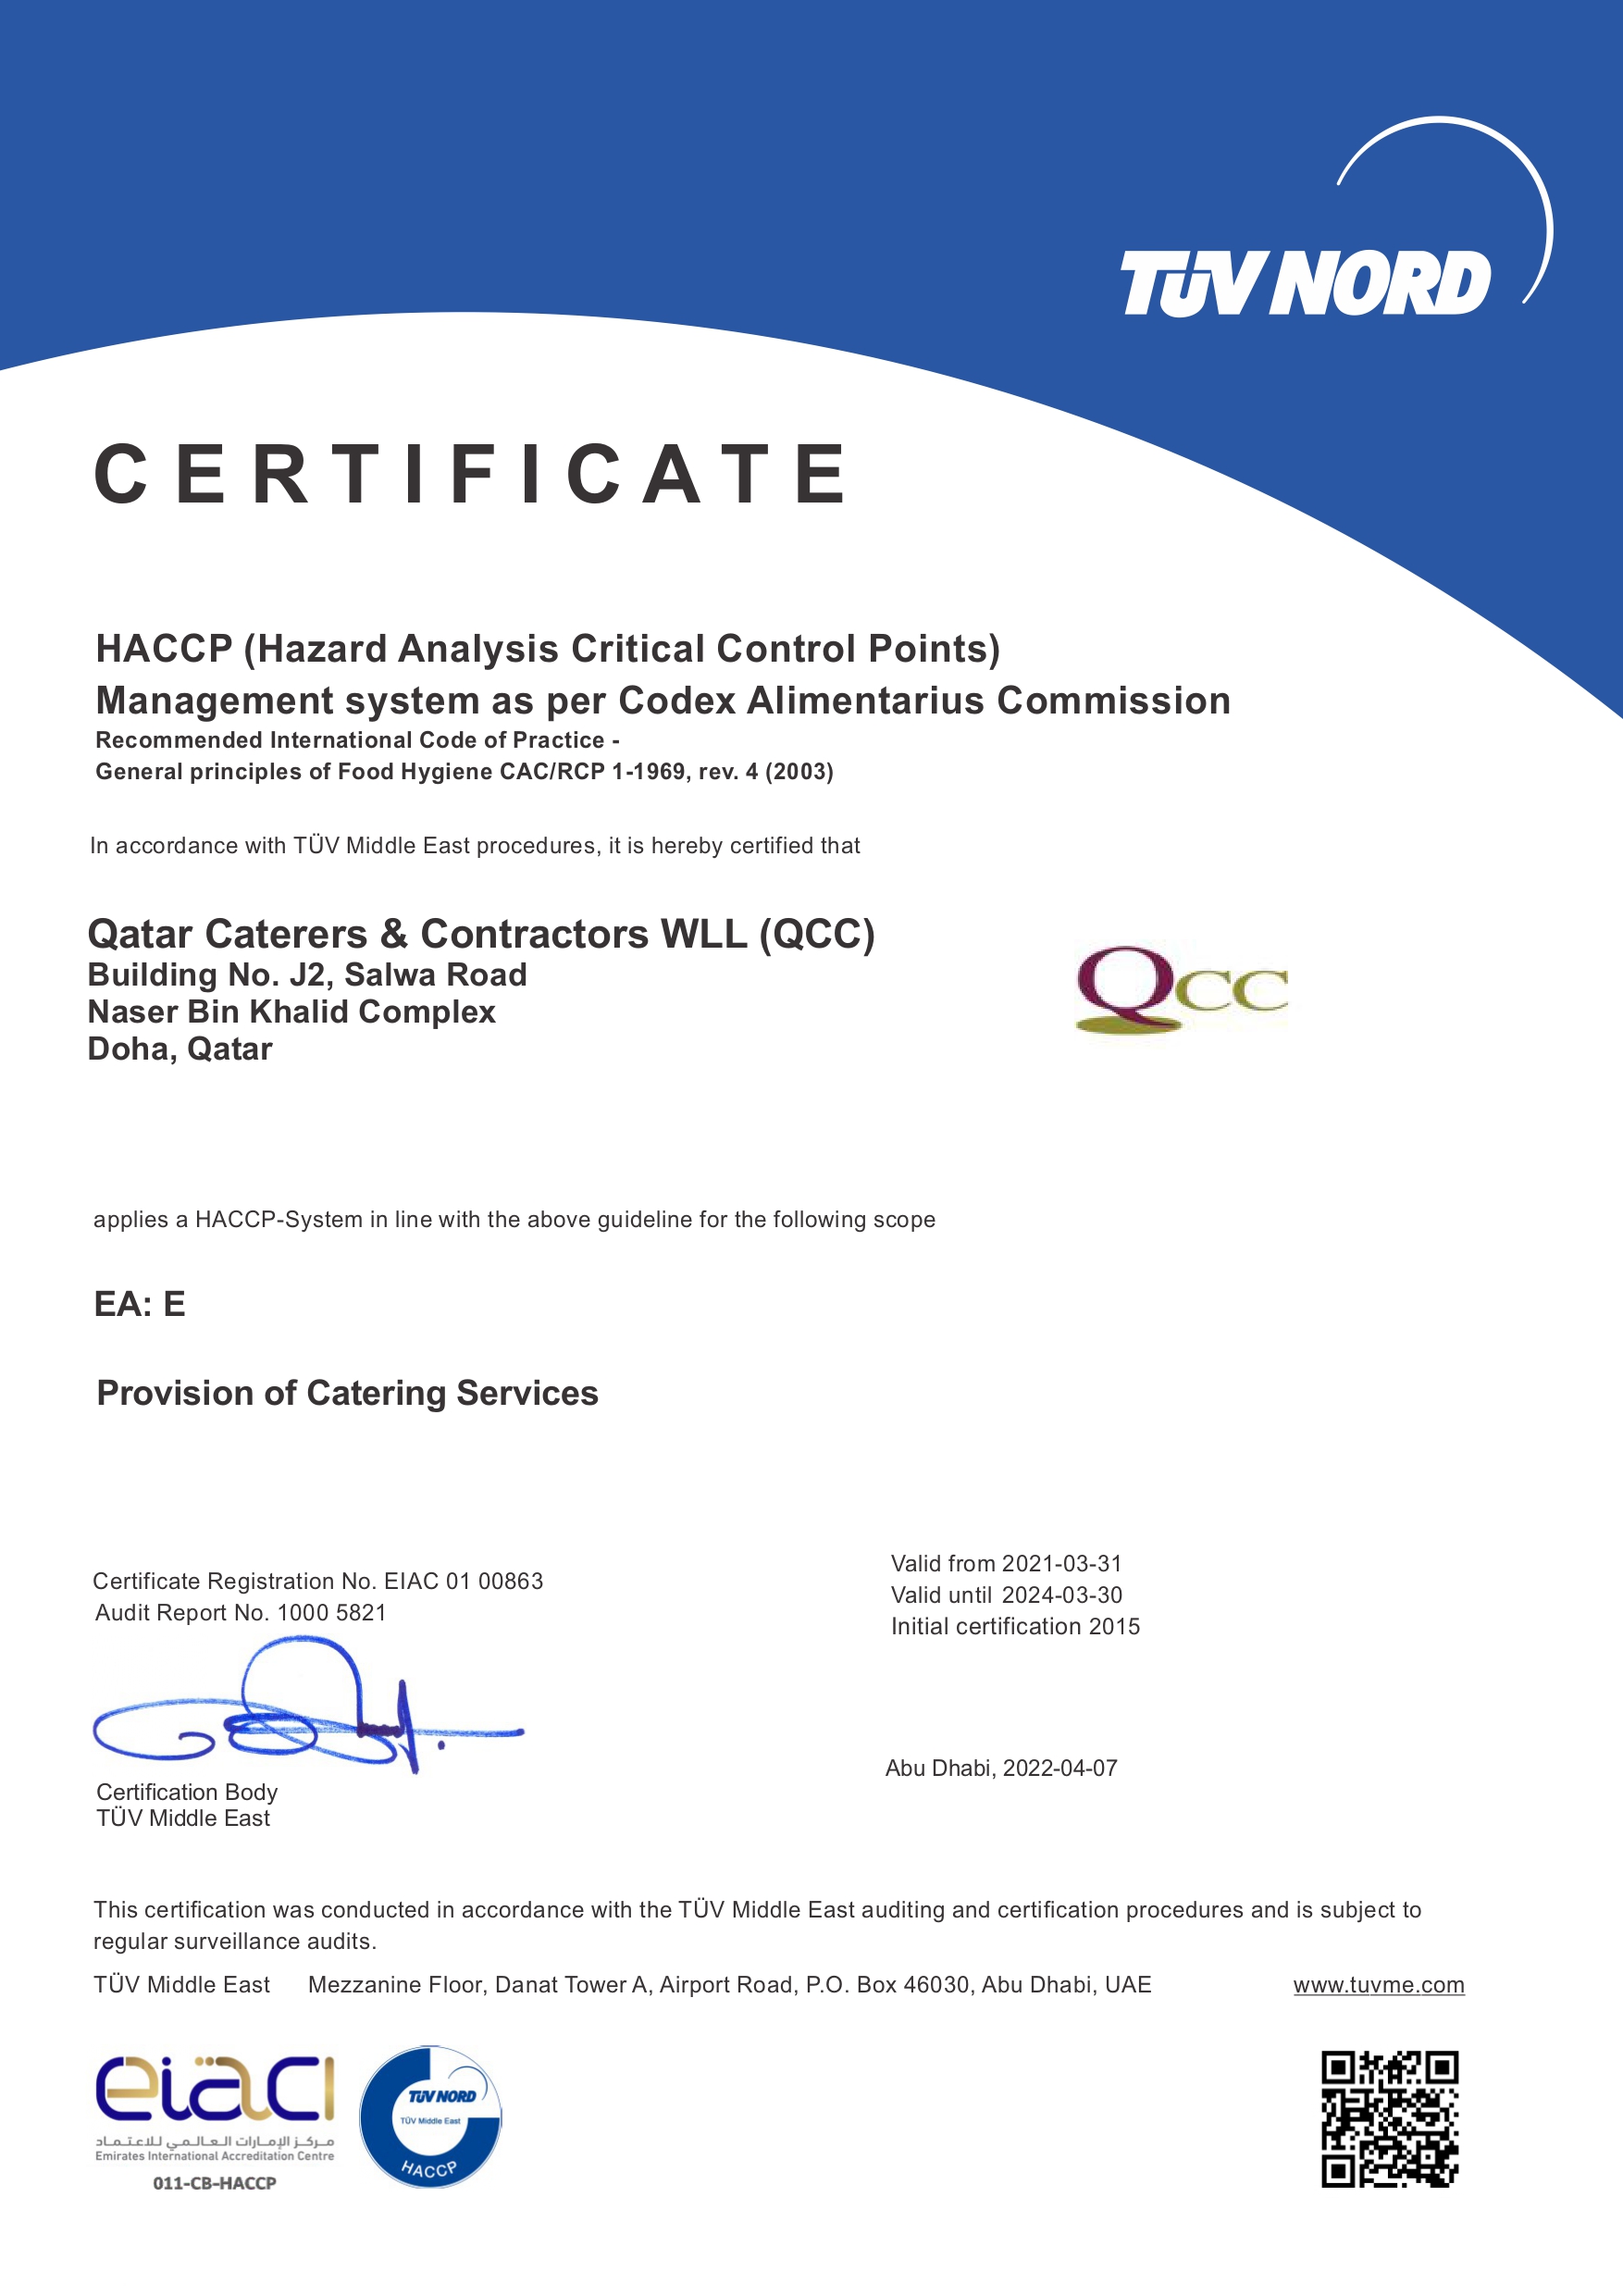 TÜV NORD
CERTIFICATE
HACCP (Hazard Analysis Critical Control Points)
Management system as per Codex Alimentarius Commission
Recommended International Code of Practice -
General principles of Food Hygiene CAC/RCP 1-1969, rev. 4 (2003)
In accordance with TÜV Middle East procedures, it is hereby certified that
Qatar Caterers & Contractors WLL (QCC)
Building No. J2, Salwa Road
Naser Bin Khalid Complex
Doha, Qatar
QCC
applies a HACCP-System in line with the above guideline for the following scope
EA: E
Provision of Catering Services
Certificate Registration No. EIAC 01 00863
Audit Report No. 1000 5821
Valid from 2021-03-31
Valid until 2024-03-30
Initial certification 2015
Certification Body
TÜV Middle East
Abu Dhabi, 2022-04-07
This certification was conducted in accordance with the TÜV Middle East auditing and certification procedures and is subject to
regular surveillance audits.
TÜV Middle East Mezzanine Floor, Danat Tower A, Airport Road, P.O. Box 46030, Abu Dhabi, UAE www.tuvme.com
eiac
مركز الإمارات العالمي للاعتماد
Emirates International Accreditation Centre
011-CB-HACCP
TÜV NORD
TÜV Middle East
HACCP